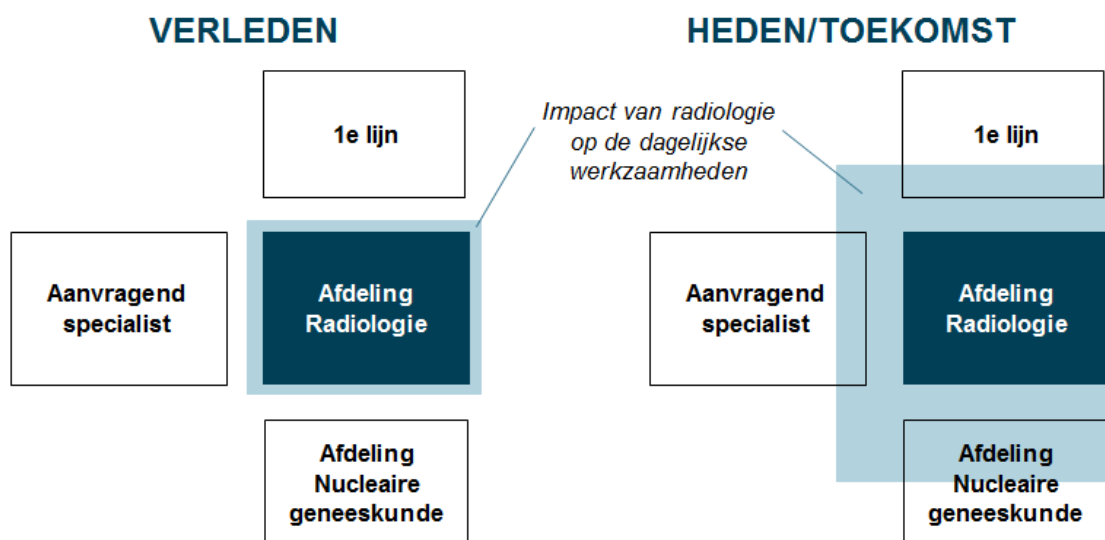 VERLEDEN
HEDEN/TOEKOMST
1e lijn
Impact van radiologie
op de dagelijkse
werkzaamheden
1e lijn
Aanvragend
specialist
Afdeling
Radiologie
Aanvragend
specialist
Afdeling
Radiologie
Afdeling
Nucleaire
geneeskunde
Afdeling
Nucleaire
geneeskunde